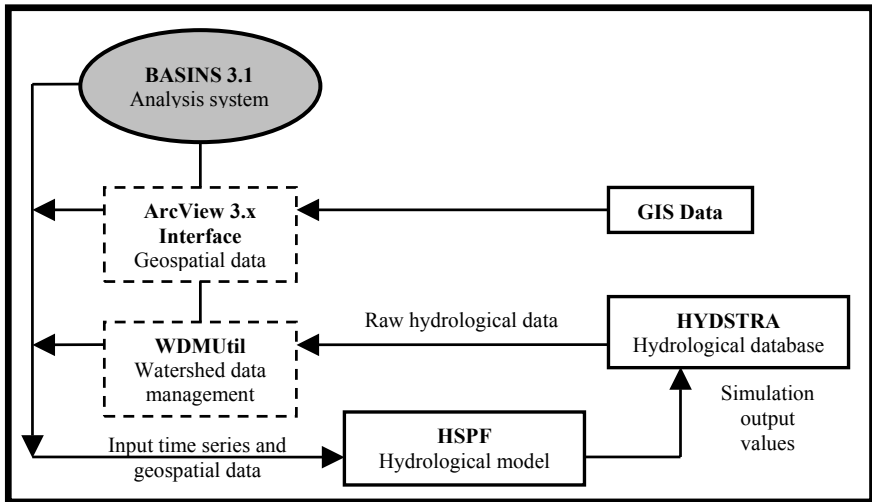 BASINS 3.1
Analysis system
ArcView 3.x
Interface
Geospatial data
GIS Data
Raw hydrological data
HYDSTRA
Hydrological database
WDMUtil
Watershed data
management
Simulation
output
values
Input time series and
geospatial data
HSPF
Hydrological model